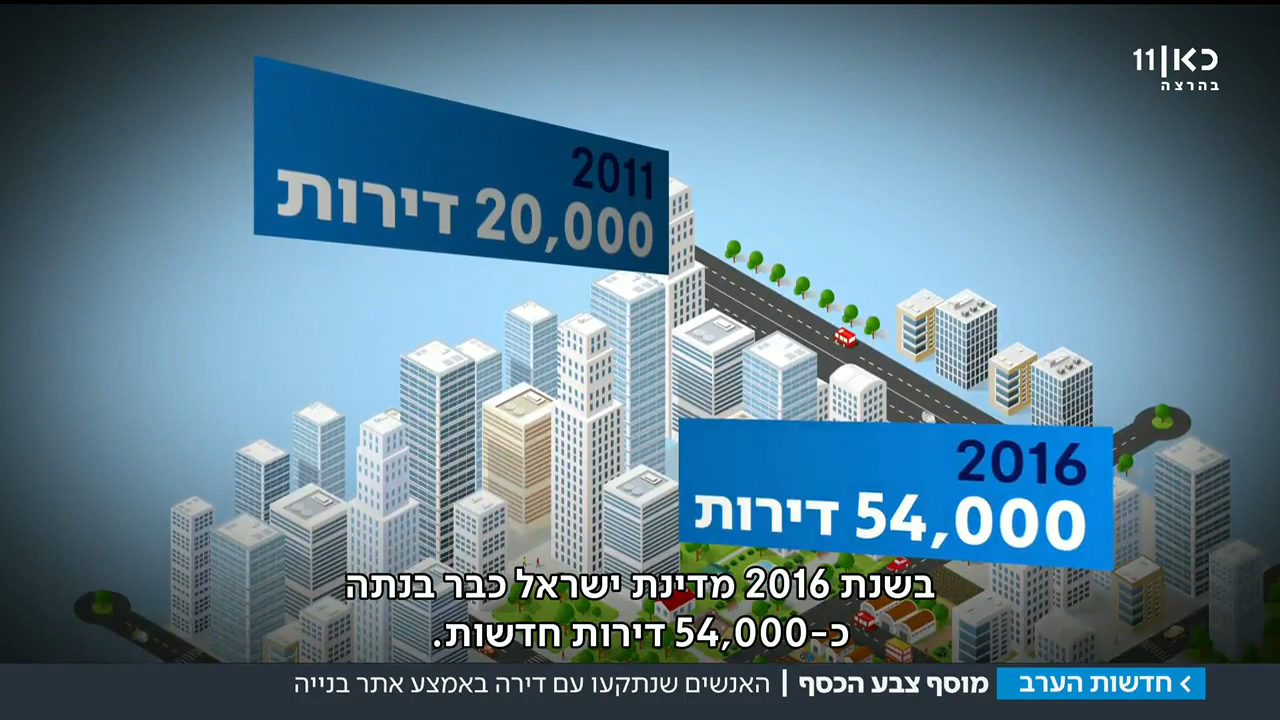 כאן|11
בהרצה
2011
20,000 דירות
2016
54,000 דירות
בשנת 2016 מדינת ישראל כבר בנתה
כ-54,000 דירות חדשות.
חדשות הערב
מוסף צבע הכסף | האנשים שנתקעו עם דירה באמצע אתר בנייה